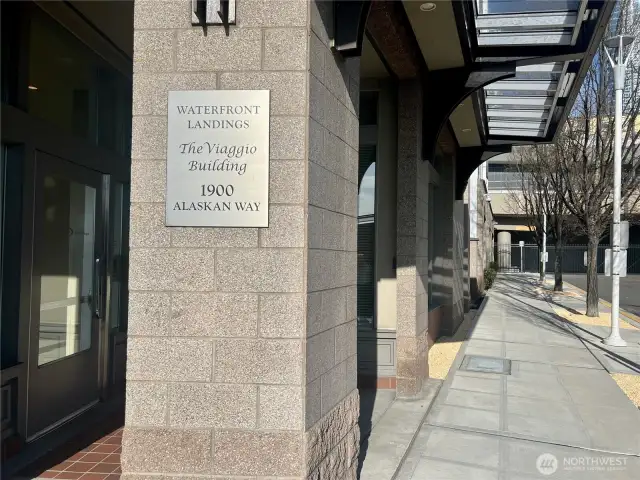 WATERFRONT
LANDINGS
The Viaggio
Building
1900
ALASKAN WAY
NORTHWEST